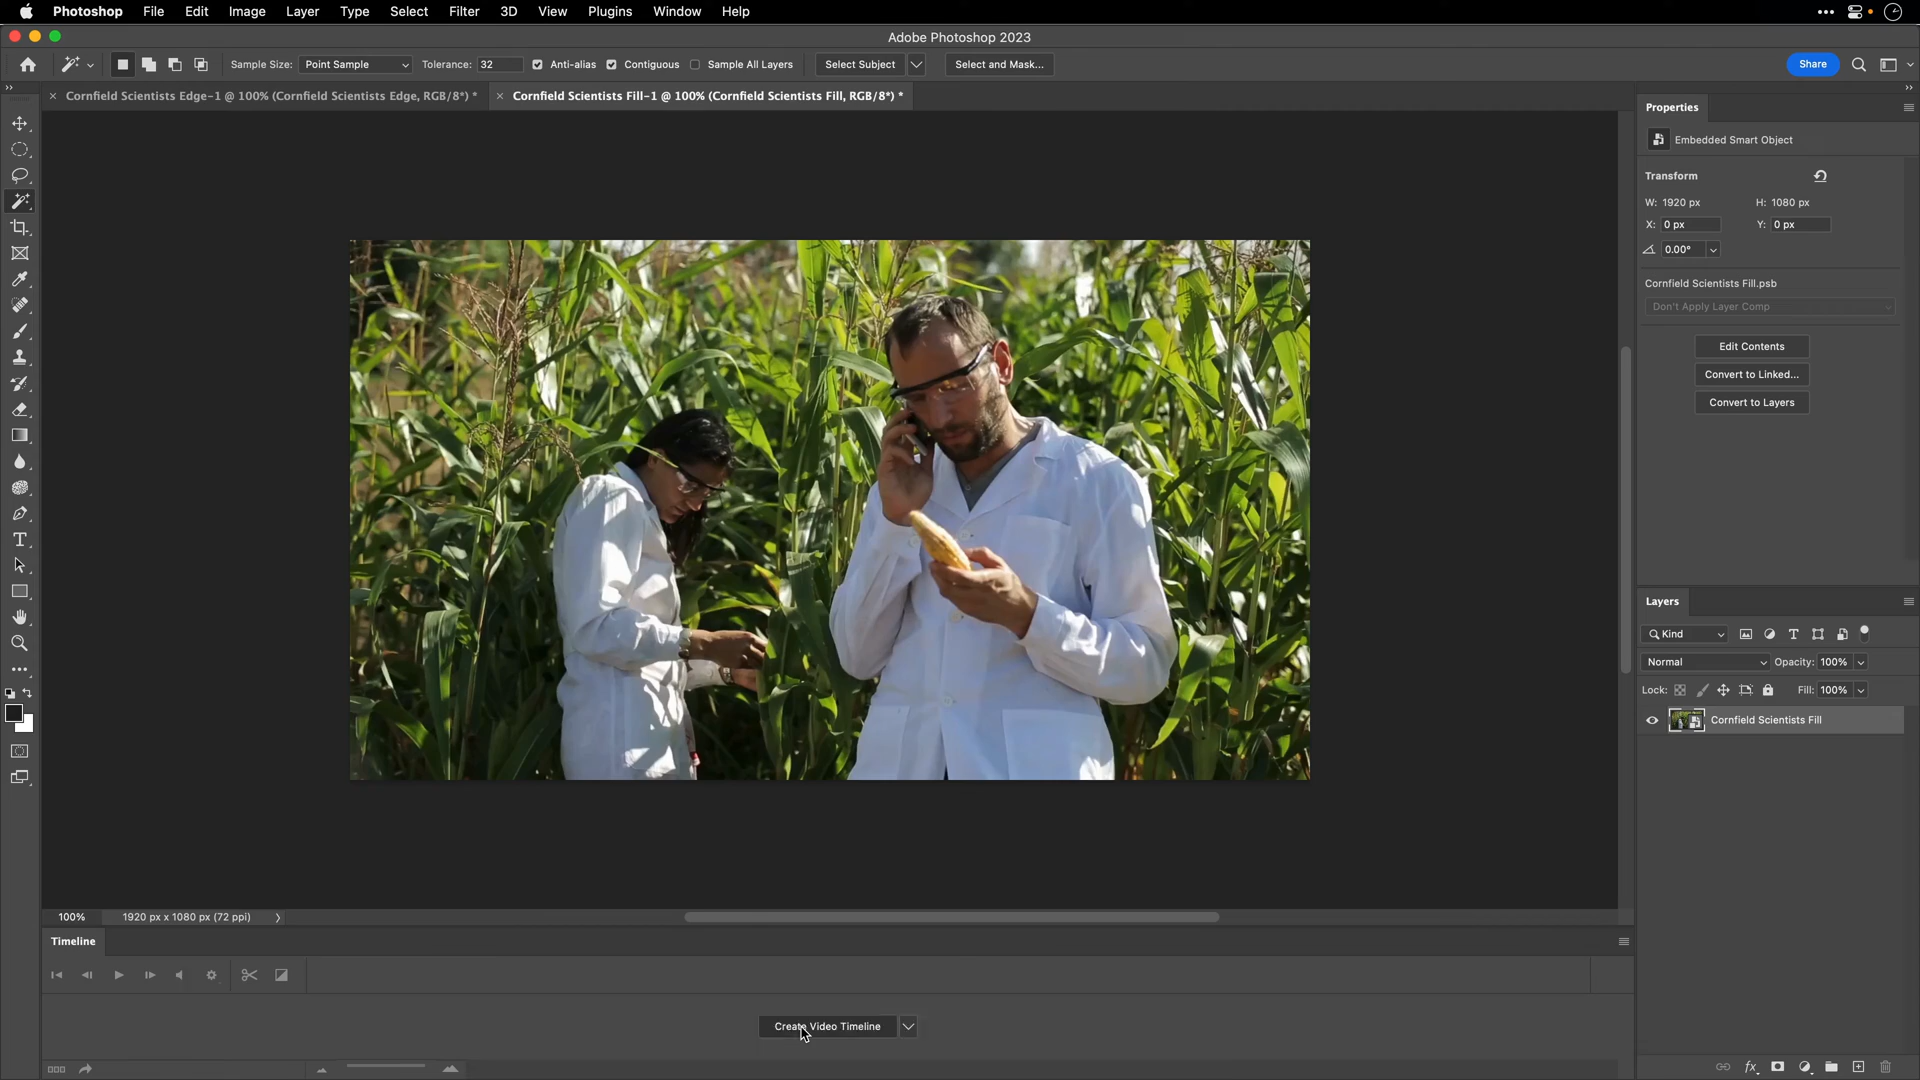 Photoshop File Edit Image Layer Type Select Filter 3D View Plugins Window Help
Adobe Photoshop 2023
Sample Size: Point Sample Tolerance: 32 Anti-alias Contiguous Sample All Layers Select Subject Select and Mask... Share
Cornfield Scientists Edge-1 @ 100% (Cornfield Scientists Edge, RGB/8*) * Cornfield Scientists Fill-1 @ 100% (Cornfield Scientists Fill, RGB/8*) *
Properties
Embedded Smart Object
Transform
W: 1920 px H: 1080 px
X: 0 px Y: 0 px
0.00°
Cornfield Scientists Fill.psb
Don't Apply Layer Comp
Edit Contents
Convert to Linked...
Convert to Layers
Layers
Kind
Normal Opacity: 100%
Lock: Fill: 100%
Cornfield Scientists Fill
100% 1920 px x 1080 px (72 ppi)
Timeline
Create Video Timeline